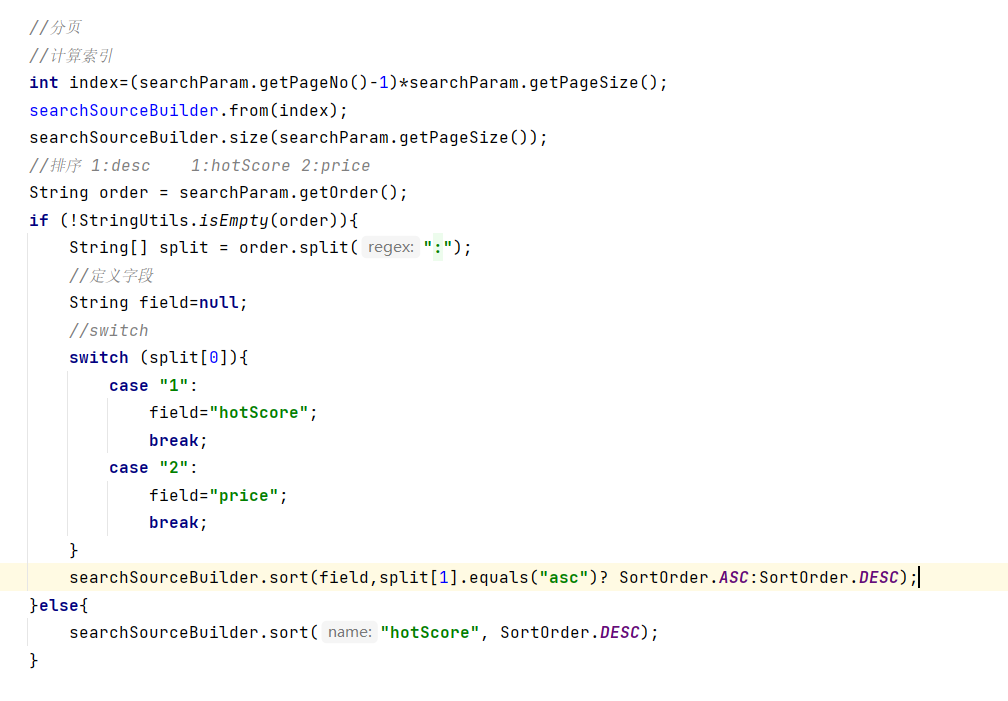 //分页
//计算索引
int index=(searchParam.getPageNo()-1)*searchParam.getPageSize();
searchSourceBuilder.from(index);
searchSourceBuilder.size(searchParam.getPageSize());
//排序 1:desc    1:hotScore 2:price
String order = searchParam.getOrder();
if (!StringUtils.isEmpty(order)){
    String[] split = order.split( regex: ":");
    //定义字段
    String field=null;
    //switch
    switch (split[0]){
        case "1":
            field="hotScore";
            break;
        case "2":
            field="price";
            break;
    }
    searchSourceBuilder.sort(field,split[1].equals("asc")? SortOrder.ASC:SortOrder.DESC);
}else{
    searchSourceBuilder.sort( name: "hotScore", SortOrder.DESC);
}